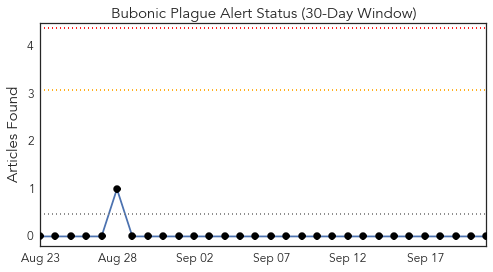 Bubonic Plague Alert Status (30-Day Window)
Articles Found
4
3
2
1
0
Aug 23 Aug 28 Sep 02 Sep 07 Sep 12 Sep 17